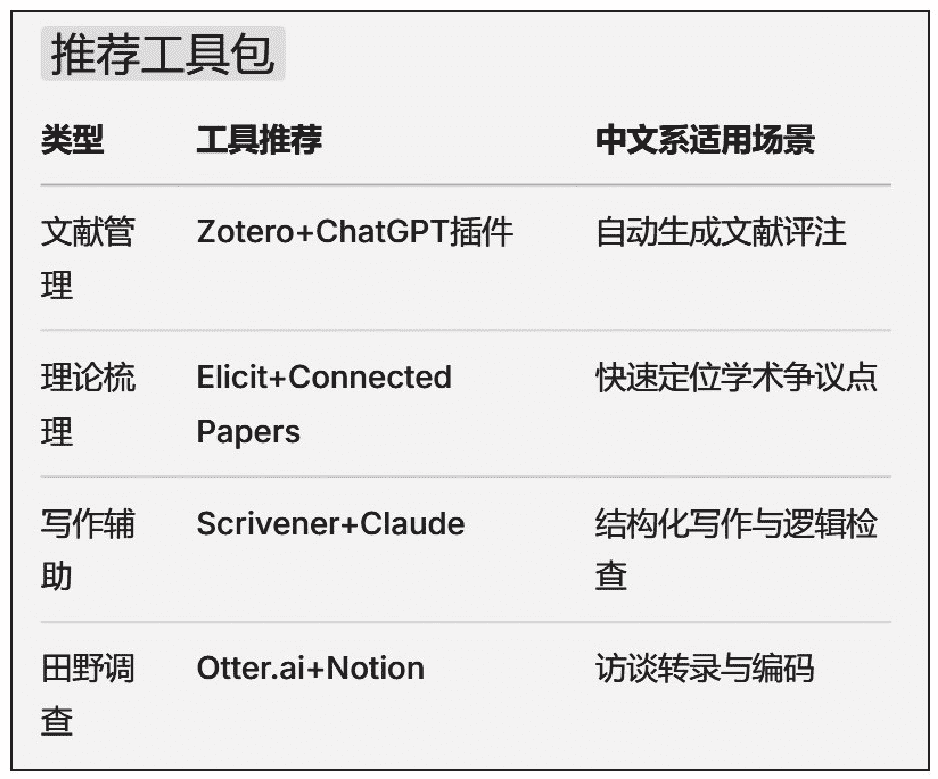 推荐工具包
类型 工具推荐 中文系适用场景
文献管 Zotero+ChatGPT插件 自动生成文献评注
理
理论梳 Elicit+Connected 快速定位学术争议点
理 Papers
写作辅 Scrivener+Claude 结构化写作与逻辑检
助 查
田野调 Otter.ai+Notion 访谈转录与编码
查